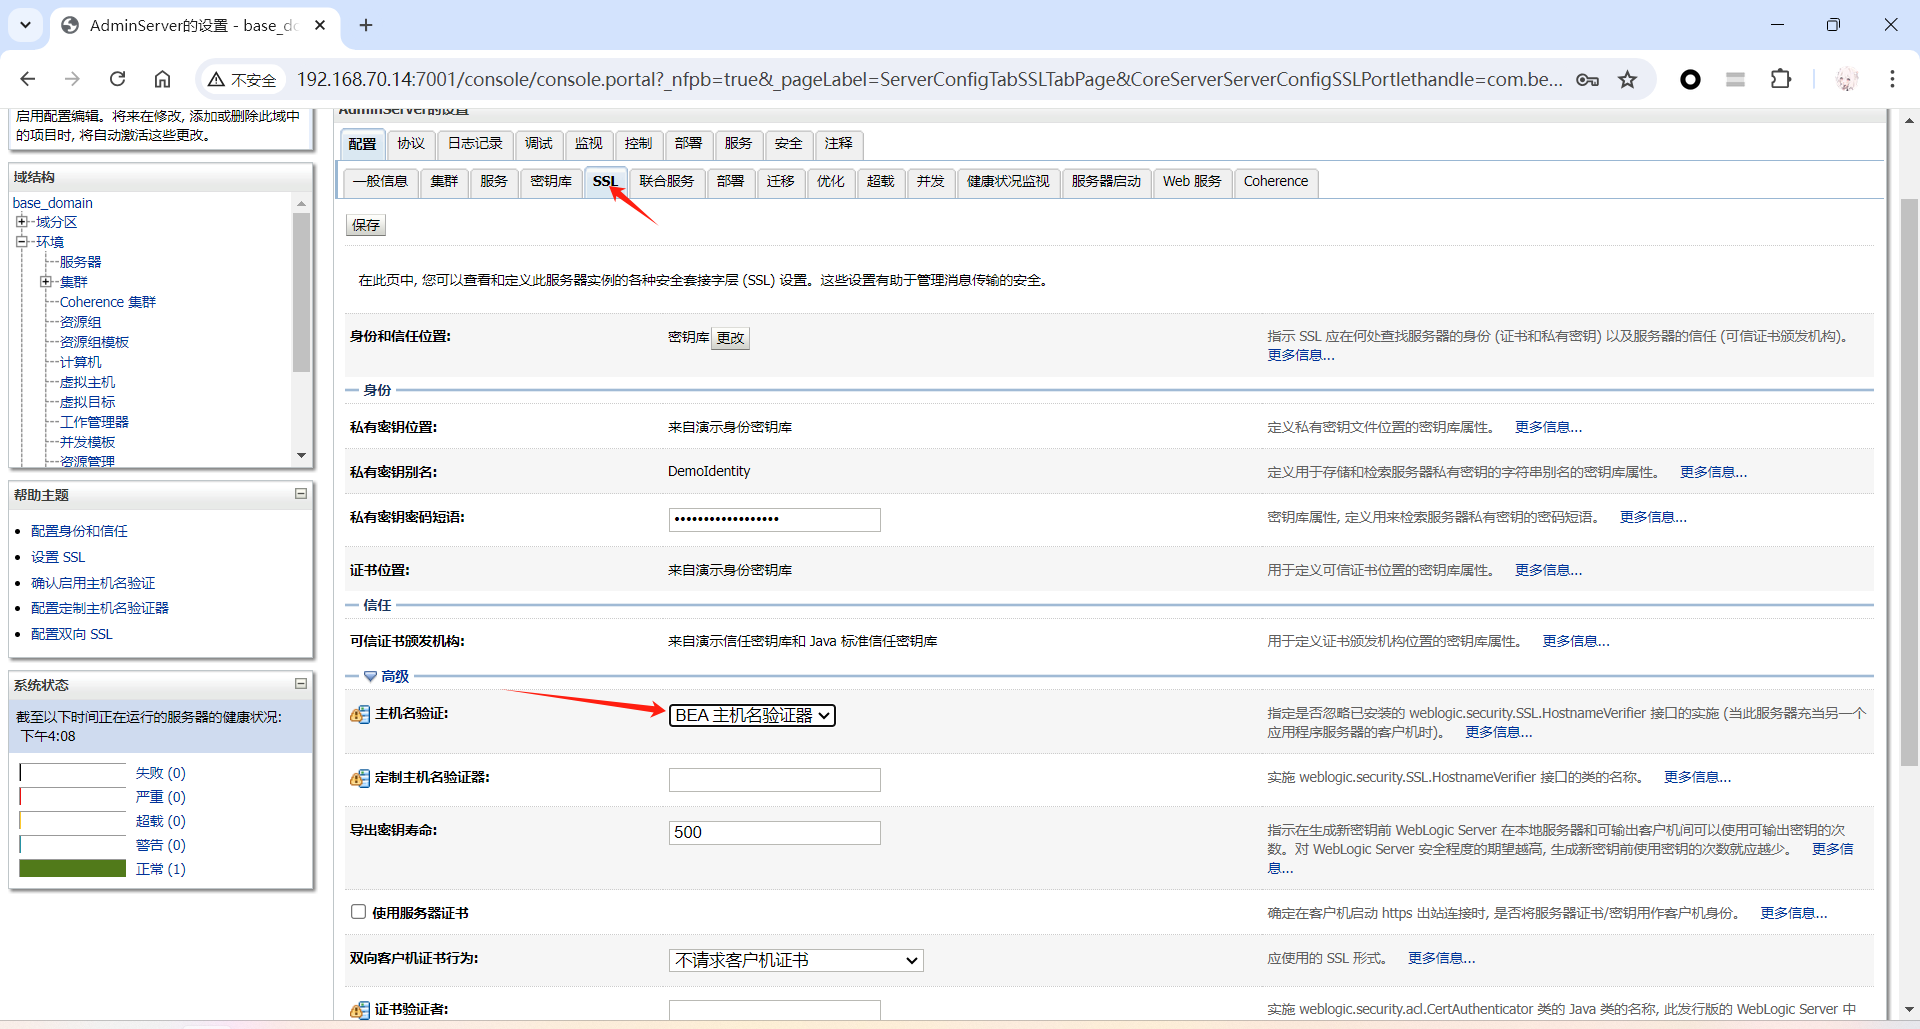 AdminServer的设置 - base_do
不安全
192.168.70.14:7001/console/console.portal?_nfpb=true&_pageLabel=ServerConfigTabSSLTabPage&CoreServerServerConfigSSLPortlethandle=com.be...
启用配置编辑。将来在修改, 添加或删除此域中
的项目时, 将自动激活这些更改。
域结构
base_domain
域分区
环境
服务器
集群
Coherence 集群
资源组
资源组模板
计算机
虚拟主机
虚拟目标
工作管理器
并发模板
资源管理
帮助主题
配置身份和信任
设置 SSL
确认启用主机名验证
配置定制主机名验证器
配置双向 SSL
系统状态
截至以下时间正在运行的服务器的健康状况:
下午4:08
失败 (0)
严重 (0)
超载 (0)
警告 (0)
正常 (1)
AdminServer的设置
配置 协议 日志记录 调试 监视 控制 部署 服务 安全 注释
一般信息 集群 服务 密钥库 SSL 联合服务 部署 迁移 优化 超载 并发 健康状况监视 服务器启动 Web 服务 Coherence
保存
在此页中, 您可以查看和定义此服务器实例的各种安全套接字层 (SSL) 设置。这些设置有助于管理消息传输的安全。
身份和信任位置: 密钥库 更改 指示 SSL 应在何处查找服务器的身份 (证书和私有密钥) 以及服务器的信任 (可信证书颁发机构)。
更多信息...
身份
私有密钥位置: 来自演示身份密钥库 定义私有密钥文件位置的密钥库属性。 更多信息...
私有密钥别名: DemoIdentity 定义用于存储和检索服务器私有密钥的字符串别名的密钥库属性。 更多信息...
私有密钥密码短语: •••••••••••••••••• 密钥库属性, 定义用来检索服务器私有密钥的密码短语。 更多信息...
证书位置: 来自演示身份密钥库 用于定义可信证书位置的密钥库属性。 更多信息...
信任
可信证书颁发机构: 来自演示信任密钥库和 Java 标准信任密钥库 用于定义证书颁发机构位置的密钥库属性。 更多信息...
高级
主机名验证: BEA 主机名验证器 指定是否忽略已安装的 weblogic.security.SSL.HostnameVerifier 接口的实施 (当此服务器充当另一个
应用程序服务器的客户机时)。 更多信息...
定制主机名验证器: 实施 weblogic.security.SSL.HostnameVerifier 接口的类的名称。 更多信息...
导出密钥寿命: 500 指示在生成新密钥前 WebLogic Server 在本地服务器和可输出客户机间可以使用可输出密钥的次
数。对 WebLogic Server 安全程度的期望越高, 生成新密钥前使用密钥的次数就应越少。 更多信
息...
使用服务器证书 确定在客户机启动 https 出站连接时, 是否将服务器证书/密钥用作客户机身份。 更多信息...
双向客户机证书行为: 不请求客户机证书 应使用的 SSL 形式。 更多信息...
证书验证者: 实施 weblogic.security.acl.CertAuthenticator 类的 Java 类的名称, 此发行版的 WebLogic Server 中